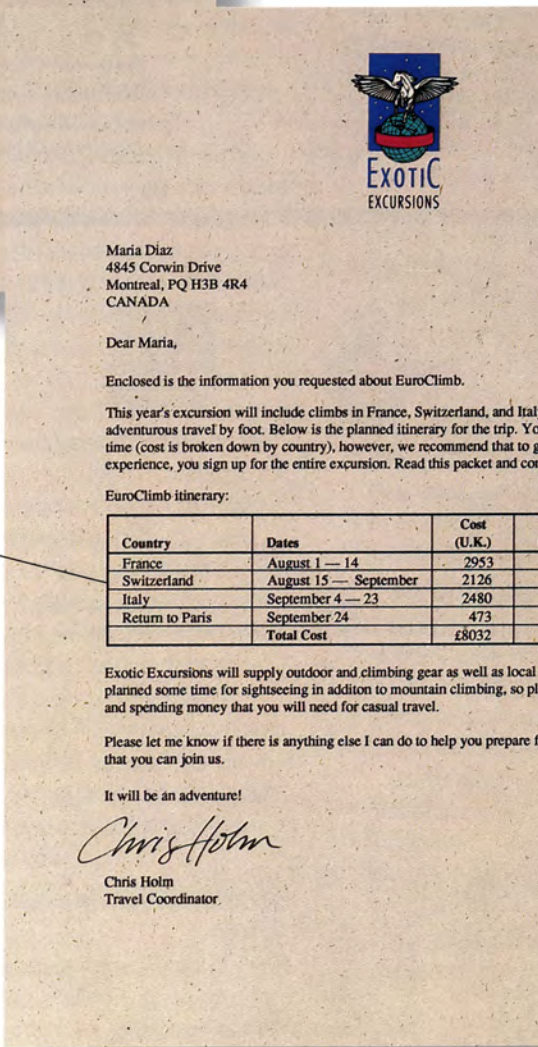 EXOTIC
EXCURSIONS
Maria Diaz
4845 Corwin Drive
Montreal, PQ H3B 4R4
CANADA
Dear Maria,
Enclosed is the information you requested about EuroClimb.
This year's excursion will include climbs in France, Switzerland, and
adventurous travel by foot. Below is the planned itinerary for the trip.
time (cost is broken down by country), however, we recommend that to
experience, you sign up for the entire excursion. Read this packet and
EuroClimb itinerary:
Cost
Country Dates (U.K.)
France August 1 — 14 2953
Switzerland August 15 — September 2126
Italy September 4 — 23 2480
Return to Paris September 24 473
Total Cost £8032
Exotic Excursions will supply outdoor and climbing gear as well as local
planned some time for sightseeing in additon to mountain climbing, so
and spending money that you will need for casual travel.
Please let me know if there is anything else I can do to help you prepare
that you can join us.
It will be an adventure!
Chris Holm
Chris Holm
Travel Coordinator